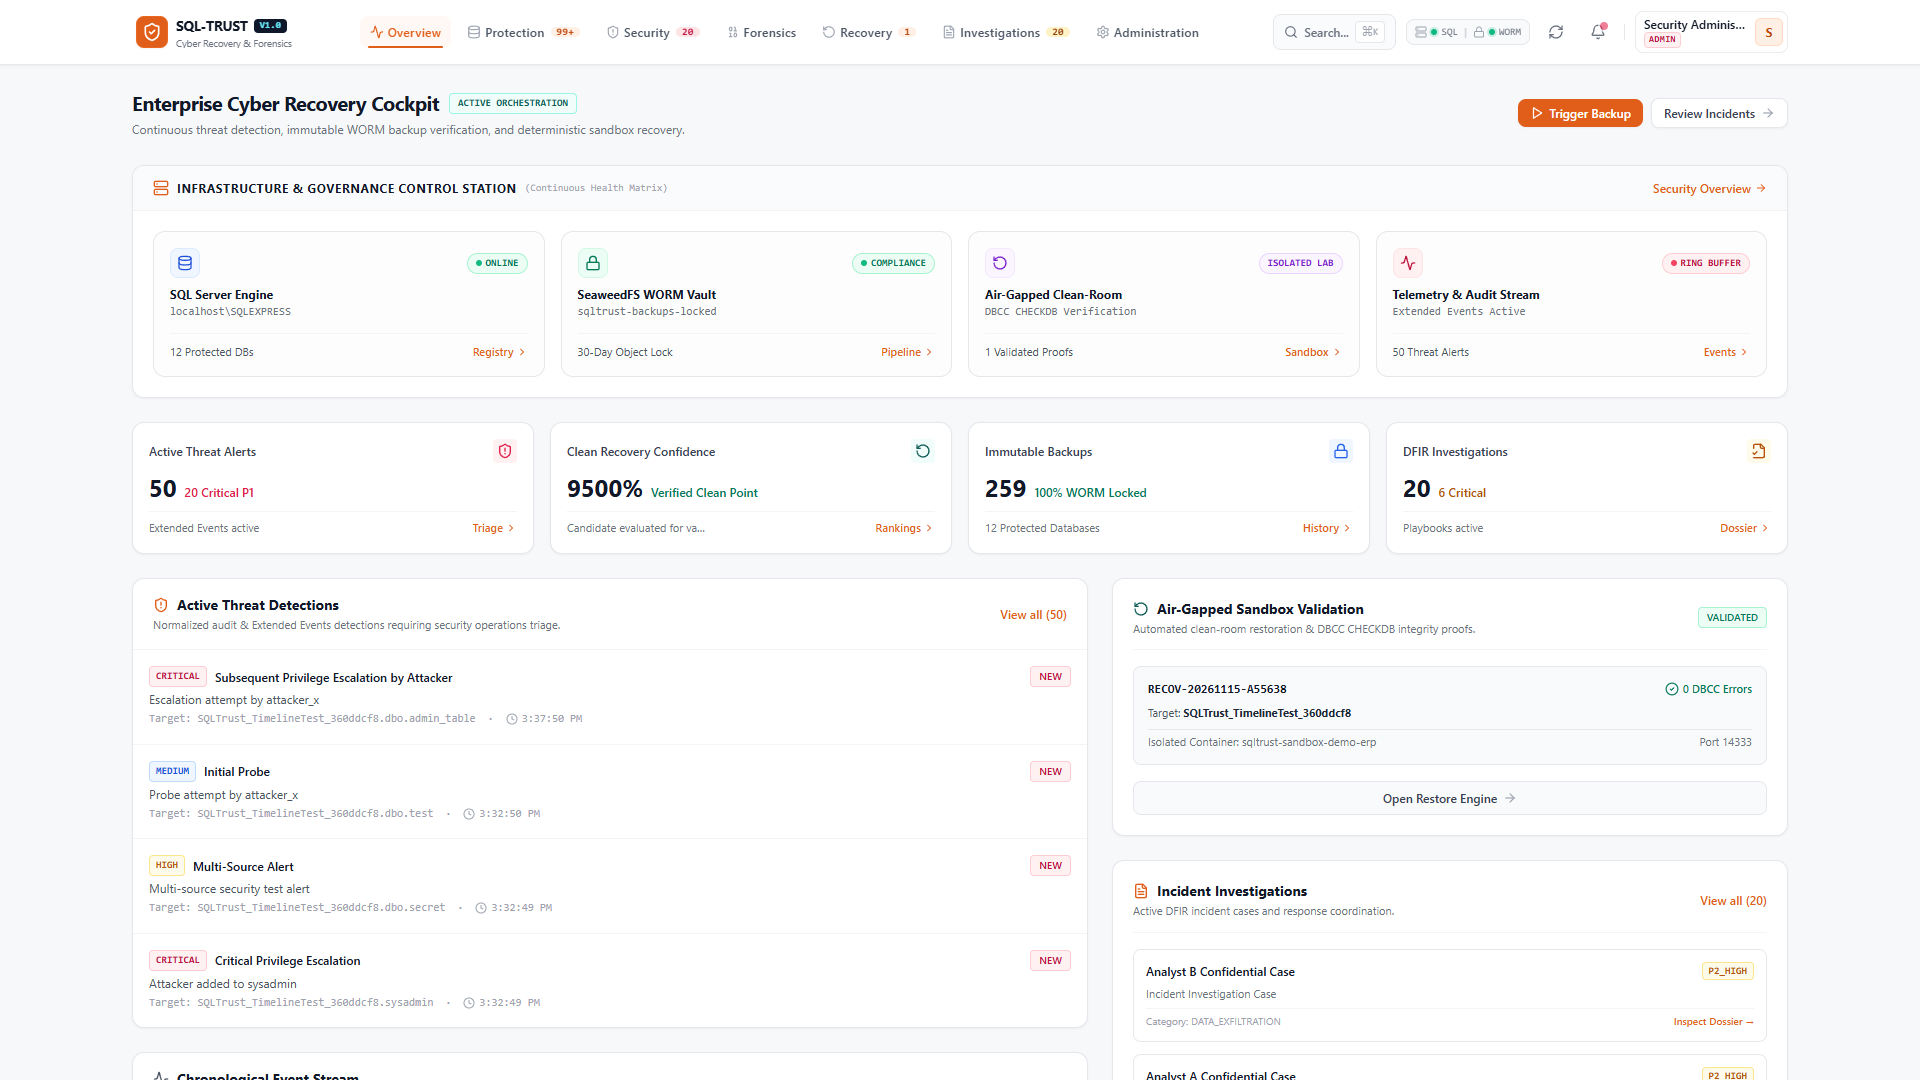 SQL-TRUST V1.0
Cyber Recovery & Forensics
Overview
Protection 99+
Security 20
Forensics
Recovery 1
Investigations 20
Administration
Search... ⌘K
SQL | WORM
Security Adminis...
ADMIN
S
Enterprise Cyber Recovery Cockpit ACTIVE ORCHESTRATION
Continuous threat detection, immutable WORM backup verification, and deterministic sandbox recovery.
Trigger Backup
Review Incidents →
INFRASTRUCTURE & GOVERNANCE CONTROL STATION (Continuous Health Matrix)
Security Overview →
ONLINE
SQL Server Engine
localhost\SQLEXPRESS
12 Protected DBs Registry >
COMPLIANCE
SeaweedFS WORM Vault
sqltrust-backups-locked
30-Day Object Lock Pipeline >
ISOLATED LAB
Air-Gapped Clean-Room
DBCC CHECKDB Verification
1 Validated Proofs Sandbox >
RING BUFFER
Telemetry & Audit Stream
Extended Events Active
50 Threat Alerts Events >
Active Threat Alerts
50 20 Critical P1
Extended Events active Triage >
Clean Recovery Confidence
9500% Verified Clean Point
Candidate evaluated for va... Rankings >
Immutable Backups
259 100% WORM Locked
12 Protected Databases History >
DFIR Investigations
20 6 Critical
Playbooks active Dossier >
Active Threat Detections
Normalized audit & Extended Events detections requiring security operations triage.
View all (50)
CRITICAL Subsequent Privilege Escalation by Attacker NEW
Escalation attempt by attacker_x
Target: SQLTrust_TimelineTest_360ddcf8.dbo.admin_table • 3:37:50 PM
MEDIUM Initial Probe NEW
Probe attempt by attacker_x
Target: SQLTrust_TimelineTest_360ddcf8.dbo.test • 3:32:50 PM
HIGH Multi-Source Alert NEW
Multi-source security test alert
Target: SQLTrust_TimelineTest_360ddcf8.dbo.secret • 3:32:49 PM
CRITICAL Critical Privilege Escalation NEW
Attacker added to sysadmin
Target: SQLTrust_TimelineTest_360ddcf8.sysadmin • 3:32:49 PM
Chronological Event Stream
Air-Gapped Sandbox Validation
Automated clean-room restoration & DBCC CHECKDB integrity proofs.
VALIDATED
RECOV-20261115-A55638 0 DBCC Errors
Target: SQLTrust_TimelineTest_360ddcf8
Isolated Container: sqltrust-sandbox-demo-erp Port 14333
Open Restore Engine →
Incident Investigations
Active DFIR incident cases and response coordination.
View all (20)
Analyst B Confidential Case P2_HIGH
Incident Investigation Case
Category: DATA_EXFILTRATION Inspect Dossier →
Analyst A Confidential Case P2_HIGH